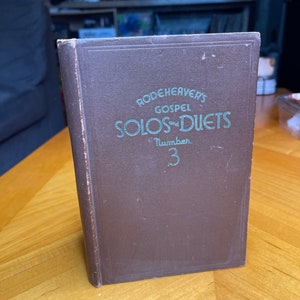 RODEHEAVER'S
GOSPEL
SOLOS and DUETS
Number
3